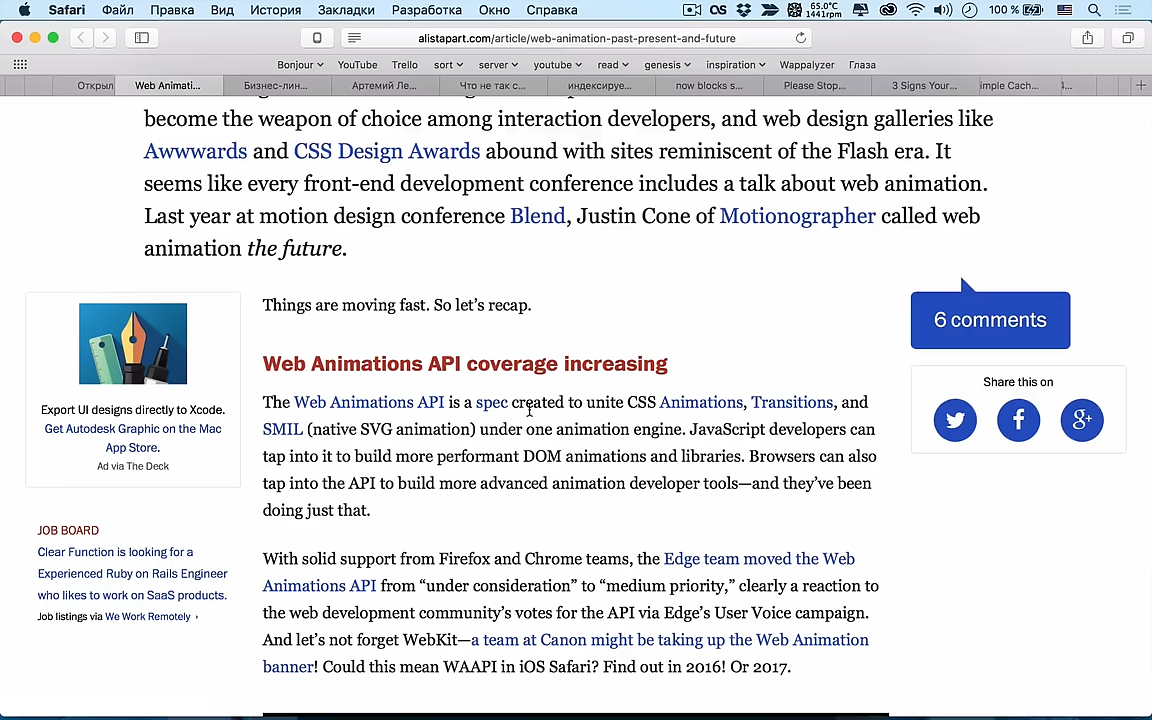 Safari Файл Правка Вид История Закладки Разработка Окно Справка 65.0°C 1441rpm 100 %
alistapart.com/article/web-animation-past-present-and-future
Bonjour YouTube Trello sort server youtube read genesis inspiration Wappalyzer Глаза
Открыл Web Animati... Бизнес-лин... Артемий Ле... Что не так с... индексируе... now blocks s... Please Stop... 3 Signs Your... imple Cach...
become the weapon of choice among interaction developers, and web design galleries like
Awwwards and CSS Design Awards abound with sites reminiscent of the Flash era. It
seems like every front-end development conference includes a talk about web animation.
Last year at motion design conference Blend, Justin Cone of Motionographer called web
animation the future.
Export UI designs directly to Xcode.
Get Autodesk Graphic on the Mac
App Store.
Ad via The Deck
JOB BOARD
Clear Function is looking for a
Experienced Ruby on Rails Engineer
who likes to work on SaaS products.
Job listings via We Work Remotely ›
Things are moving fast. So let’s recap.
Web Animations API coverage increasing
The Web Animations API is a spec created to unite CSS Animations, Transitions, and
SMIL (native SVG animation) under one animation engine. JavaScript developers can
tap into it to build more performant DOM animations and libraries. Browsers can also
tap into the API to build more advanced animation developer tools—and they’ve been
doing just that.
With solid support from Firefox and Chrome teams, the Edge team moved the Web
Animations API from “under consideration” to “medium priority,” clearly a reaction to
the web development community’s votes for the API via Edge’s User Voice campaign.
And let’s not forget WebKit—a team at Canon might be taking up the Web Animation
banner! Could this mean WAAPI in iOS Safari? Find out in 2016! Or 2017.
6 comments
Share this on